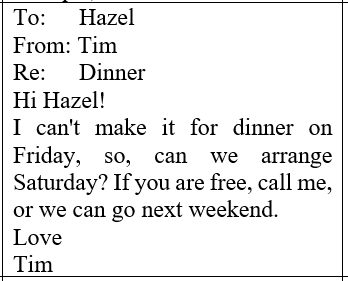 To: Hazel
From: Tim
Re: Dinner
Hi Hazel!
I can't make it for dinner on
Friday, so, can we arrange
Saturday? If you are free, call me,
or we can go next weekend.
Love
Tim